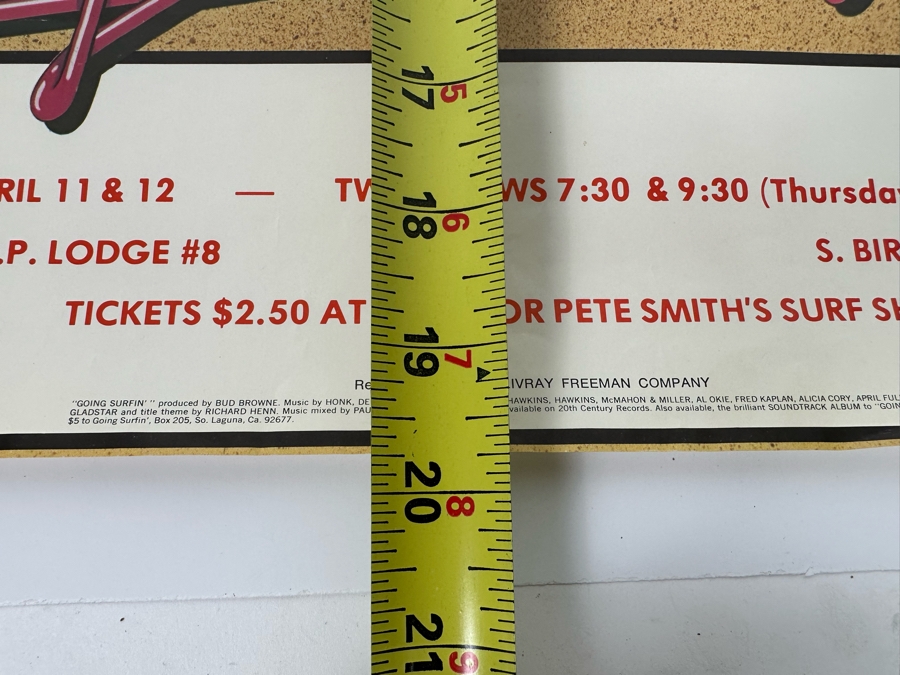 17 5
RIL 11 & 12 — TW WS 7:30 & 9:30 (Thursda
18 6
.P. LODGE #8 S. BIR
TICKETS $2.50 AT OR PETE SMITH'S SURF SH
19 7
Re IVRAY FREEMAN COMPANY
"GOING SURFIN' " produced by BUD BROWNE. Music by HONK, DE HAWKINS, HAWKINS, McMAHON & MILLER, AL OKIE, FRED KAPLAN, ALICIA CORY, APRIL FUL
GLADSTAR and title theme by RICHARD HENN. Music mixed by PAU vailable on 20th Century Records. Also available, the brilliant SOUNDTRACK ALBUM to "GOIN
$5 to Going Surfin', Box 205, So. Laguna, Ca. 92677.
20 8
21 9